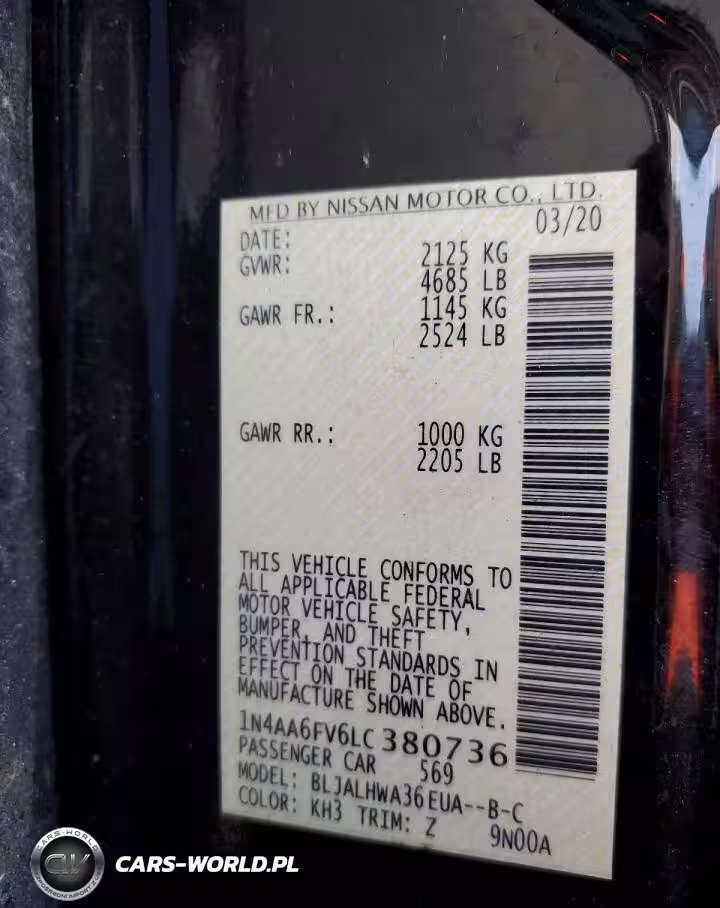 MFD BY NISSAN MOTOR CO., LTD.
DATE: 03/20
GVWR: 2125 KG
4685 LB
GAWR FR.: 1145 KG
2524 LB
GAWR RR.: 1000 KG
2205 LB
THIS VEHICLE CONFORMS TO
ALL APPLICABLE FEDERAL
MOTOR VEHICLE SAFETY,
BUMPER, AND THEFT
PREVENTION STANDARDS IN
EFFECT ON THE DATE OF
MANUFACTURE SHOWN ABOVE.
1N4AA6FV6LC380736
PASSENGER CAR 569
MODEL: BLJALHWA36EUA--B-C
COLOR: KH3 TRIM: Z 9N00A
CARS-WORLD
CW
CARS-WORLD.PL